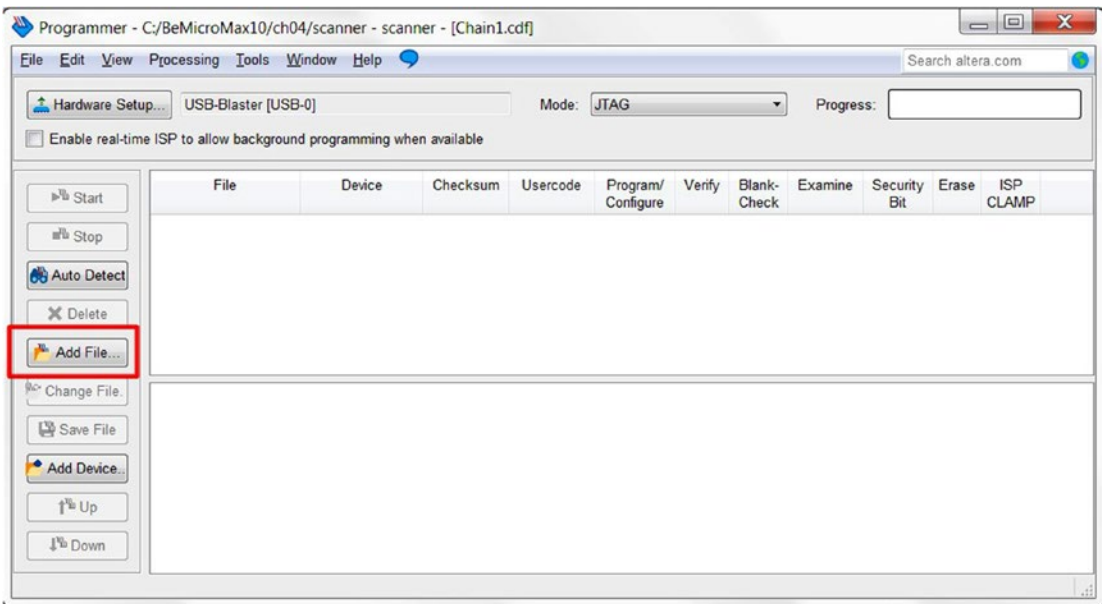 Programmer - C:/BeMicroMax10/ch04/scanner - scanner - [Chain1.cdf]
File Edit View Processing Tools Window Help
Search altera.com
Hardware Setup... USB-Blaster [USB-0] Mode: JTAG Progress:
Enable real-time ISP to allow background programming when available
File Device Checksum Usercode Program/ Verify Blank- Examine Security Erase ISP
Configure Check Bit CLAMP
Start
Stop
Auto Detect
Delete
Add File...
Change File.
Save File
Add Device..
Up
Down